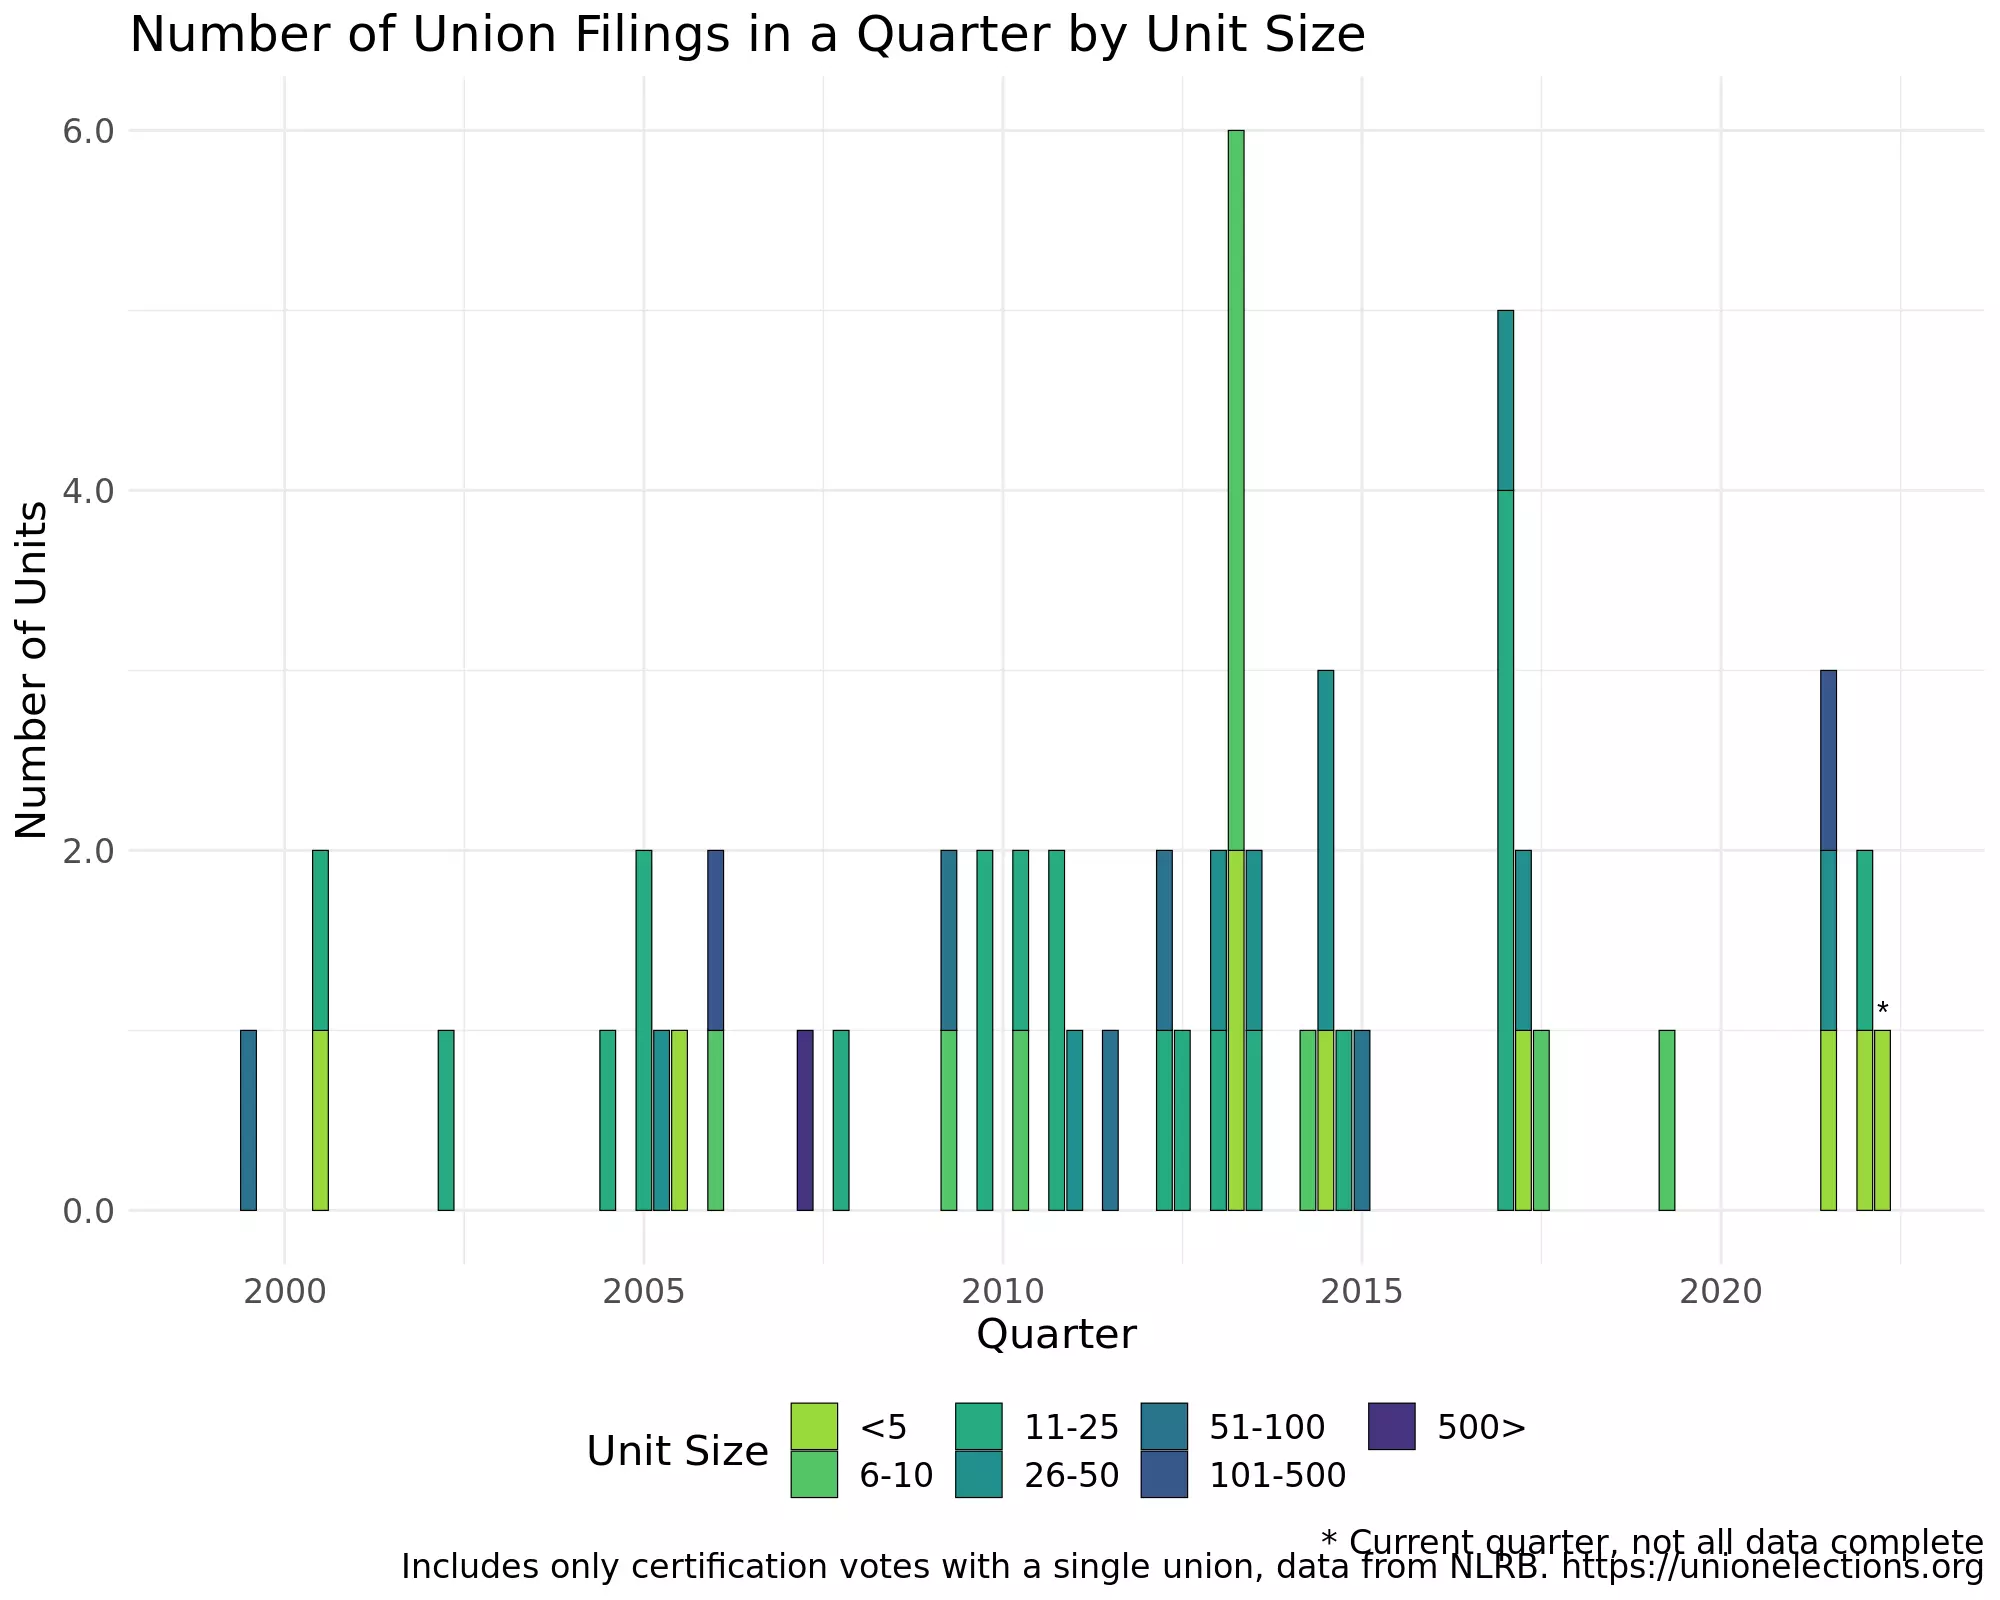 Number of Union Filings in a Quarter by Unit Size
Number of Units
6.0
4.0
2.0
0.0
*
2000 2005 2010 2015 2020
Quarter
Unit Size
<5 11-25 51-100 500>
6-10 26-50 101-500
* Current quarter, not all data complete
Includes only certification votes with a single union, data from NLRB. https://unionelections.org